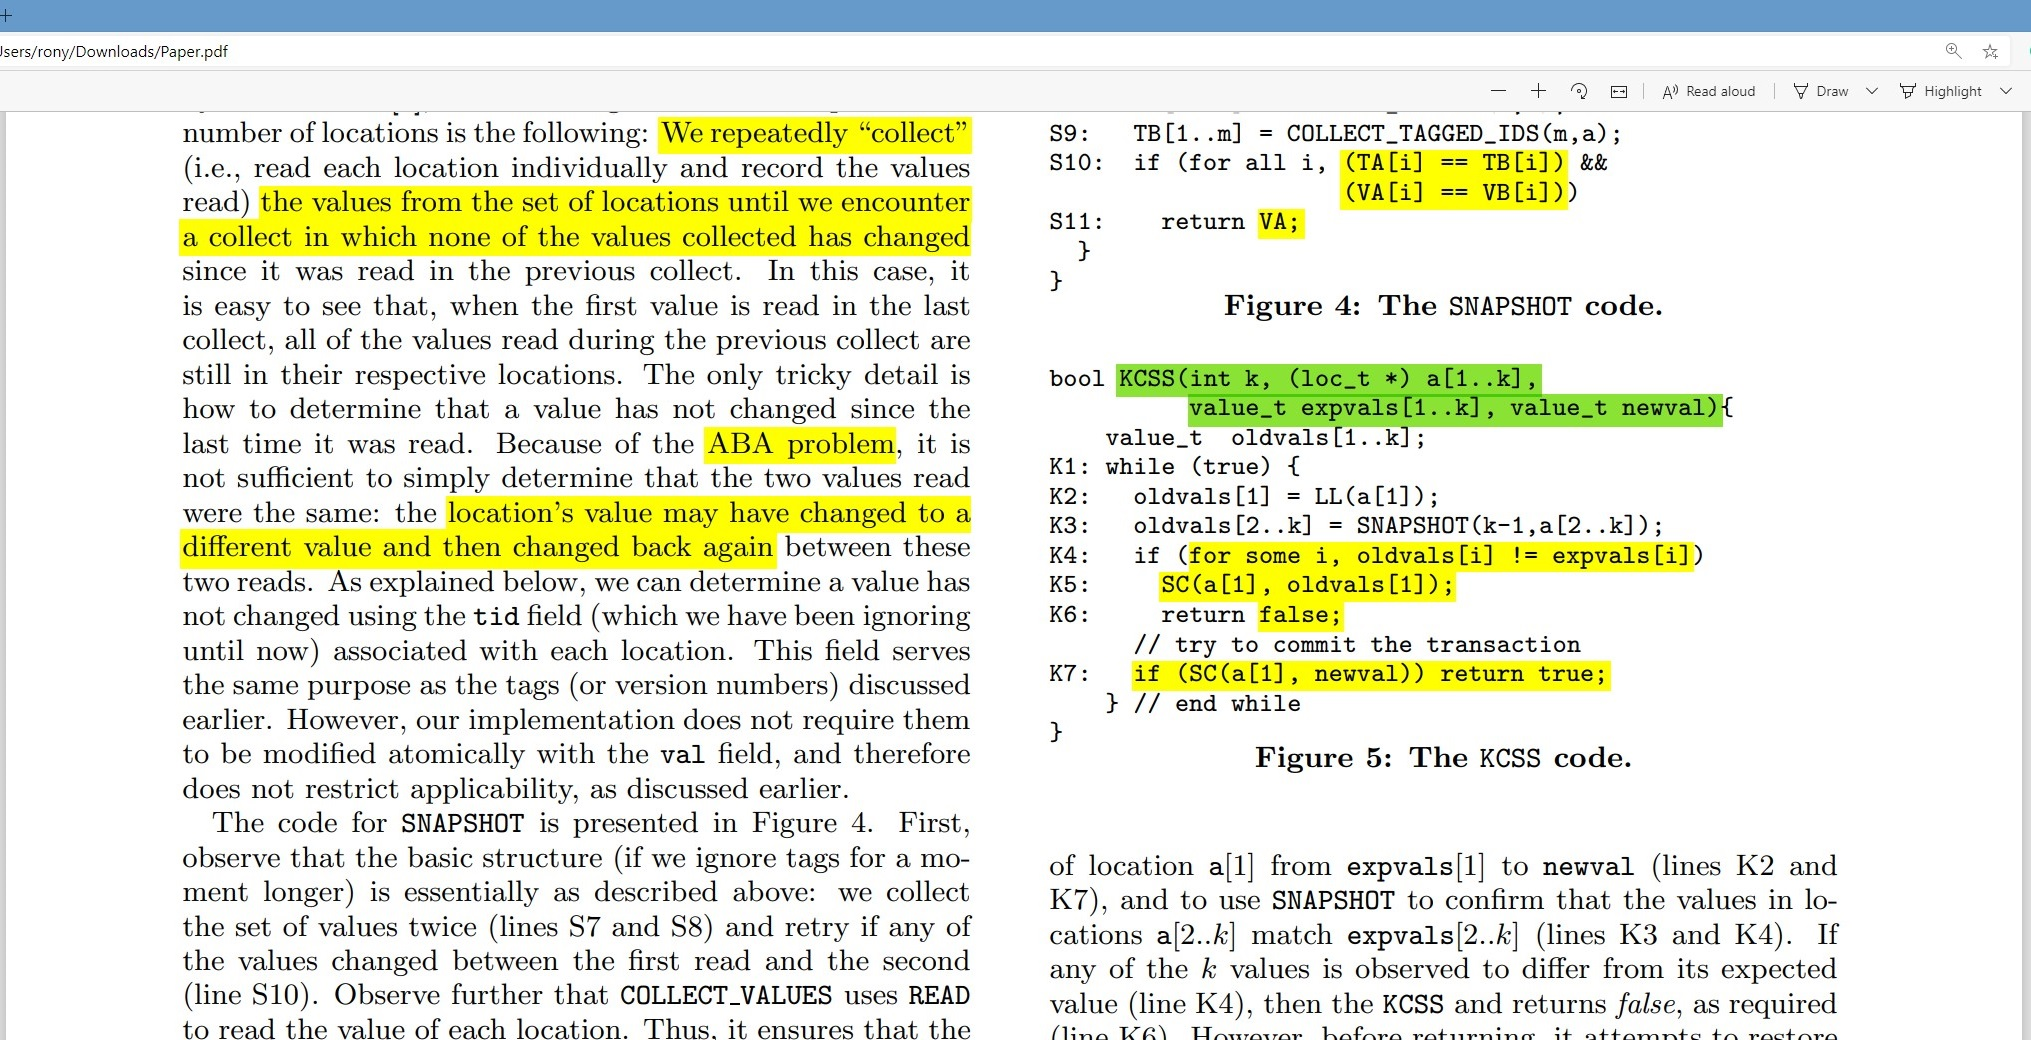 +
sers/rony/Downloads/Paper.pdf
Read aloud
Draw
Highlight
number of locations is the following: We repeatedly “collect”
(i.e., read each location individually and record the values
read) the values from the set of locations until we encounter
a collect in which none of the values collected has changed
since it was read in the previous collect. In this case, it
is easy to see that, when the first value is read in the last
collect, all of the values read during the previous collect are
still in their respective locations. The only tricky detail is
how to determine that a value has not changed since the
last time it was read. Because of the ABA problem, it is
not sufficient to simply determine that the two values read
were the same: the location’s value may have changed to a
different value and then changed back again between these
two reads. As explained below, we can determine a value has
not changed using the tid field (which we have been ignoring
until now) associated with each location. This field serves
the same purpose as the tags (or version numbers) discussed
earlier. However, our implementation does not require them
to be modified atomically with the val field, and therefore
does not restrict applicability, as discussed earlier.
The code for SNAPSHOT is presented in Figure 4. First,
observe that the basic structure (if we ignore tags for a mo-
ment longer) is essentially as described above: we collect
the set of values twice (lines S7 and S8) and retry if any of
the values changed between the first read and the second
(line S10). Observe further that COLLECT_VALUES uses READ
to read the value of each location. Thus, it ensures that the
S9: TB[1..m] = COLLECT_TAGGED_IDS(m,a);
S10: if (for all i, (TA[i] == TB[i]) &&
(VA[i] == VB[i]))
S11: return VA;
}
}
Figure 4: The SNAPSHOT code.
bool KCSS(int k, (loc_t *) a[1..k],
value_t expvals[1..k], value_t newval){
value_t oldvals[1..k];
K1: while (true) {
K2: oldvals[1] = LL(a[1]);
K3: oldvals[2..k] = SNAPSHOT(k-1,a[2..k]);
K4: if (for some i, oldvals[i] != expvals[i])
K5: SC(a[1], oldvals[1]);
K6: return false;
// try to commit the transaction
K7: if (SC(a[1], newval)) return true;
} // end while
}
Figure 5: The KCSS code.
of location a[1] from expvals[1] to newval (lines K2 and
K7), and to use SNAPSHOT to confirm that the values in lo-
cations a[2..k] match expvals[2..k] (lines K3 and K4). If
any of the k values is observed to differ from its expected
value (line K4), then the KCSS and returns false, as required
(line K6). However, before returning, it attempts to restore